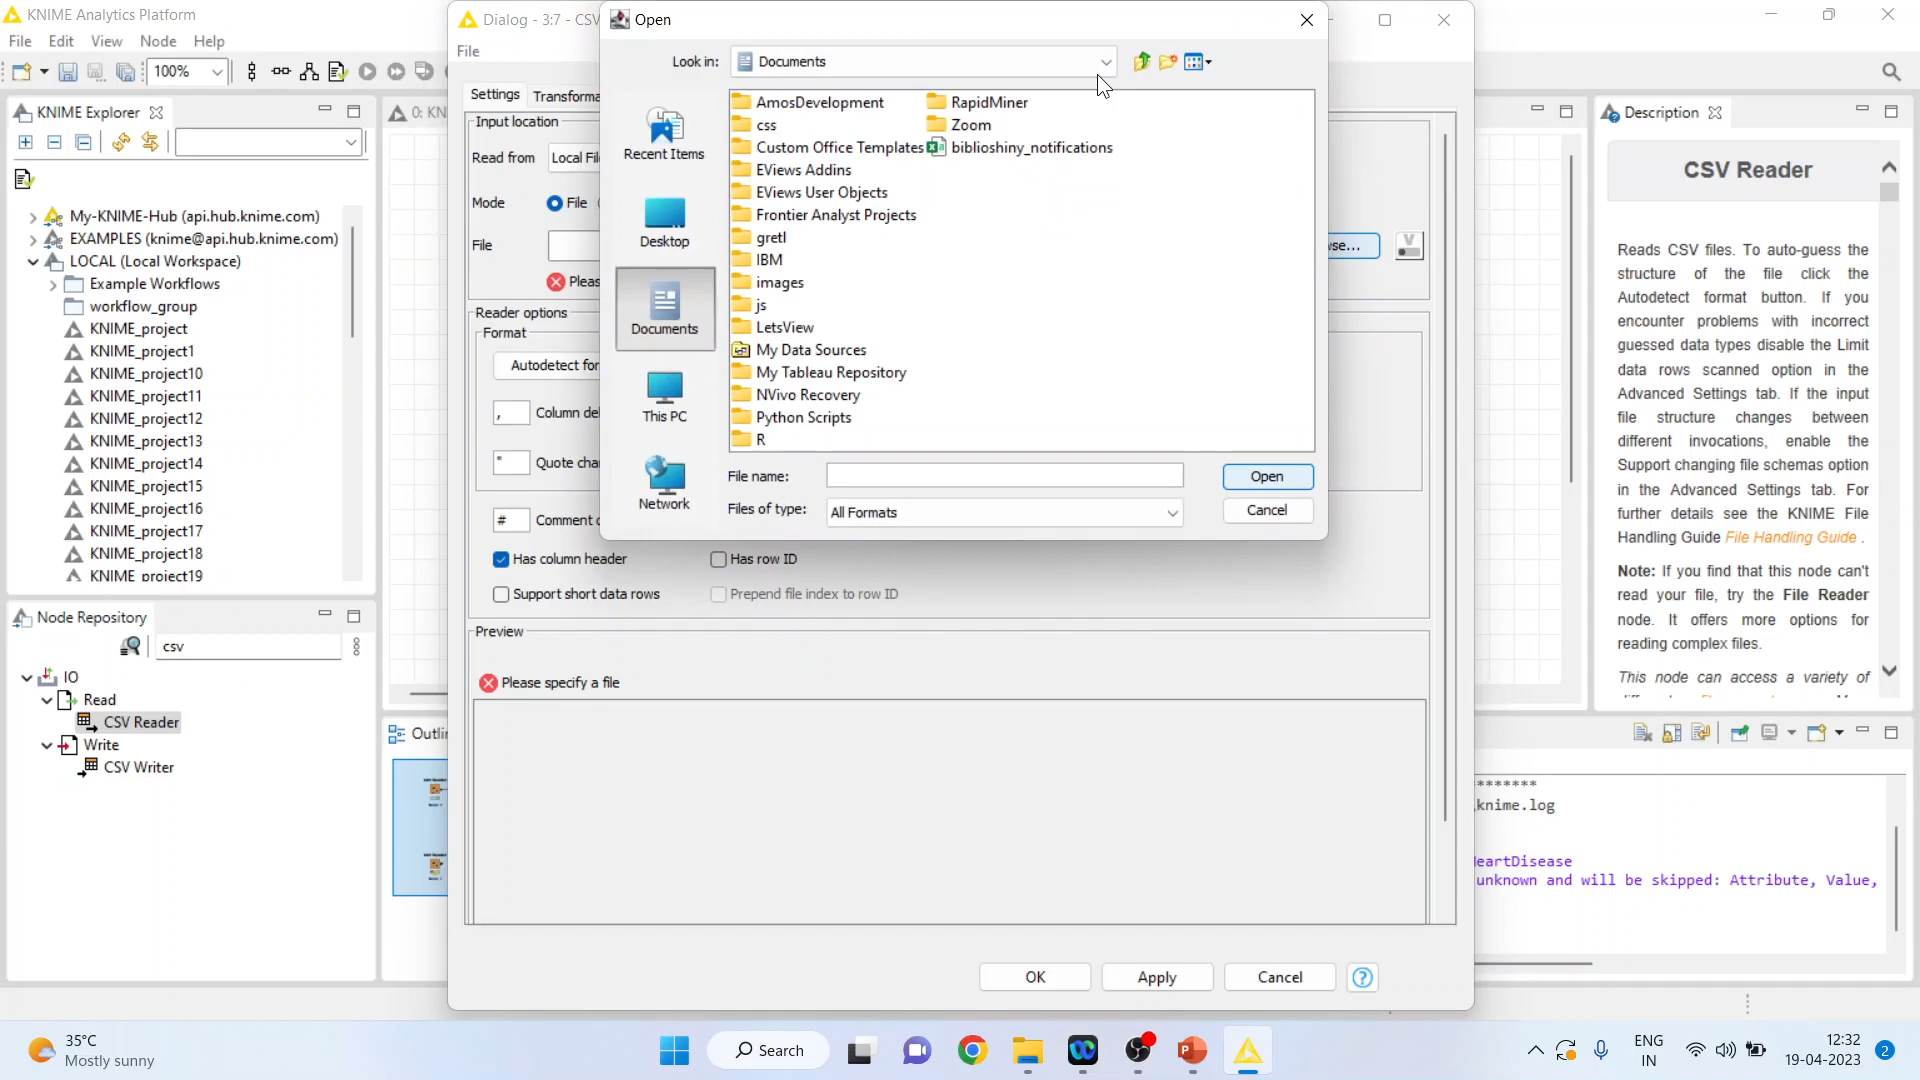 KNIME Analytics Platform
File Edit View Node Help
100%
KNIME Explorer
My-KNIME-Hub (api.hub.knime.com)
EXAMPLES (knime@api.hub.knime.com)
LOCAL (Local Workspace)
Example Workflows
workflow_group
KNIME_project
KNIME_project1
KNIME_project10
KNIME_project11
KNIME_project12
KNIME_project13
KNIME_project14
KNIME_project15
KNIME_project16
KNIME_project17
KNIME_project18
KNIME_project19
Node Repository
csv
IO
Read
CSV Reader
Write
CSV Writer
0: KN
Outlin
Dialog - 3:7 - CSV
File
Settings Transforma
Input location
Read from Local Fil
Mode File
File
Pleas
Reader options
Format
Autodetect for
, Column del
" Quote cha
# Comment c
Has column header Has row ID
Support short data rows Prepend file index to row ID
Preview
Please specify a file
OK Apply Cancel
Open
Look in: Documents
Recent Items
Desktop
Documents
This PC
Network
AmosDevelopment
css
Custom Office Templates
EViews Addins
EViews User Objects
Frontier Analyst Projects
gretl
IBM
images
js
LetsView
My Data Sources
My Tableau Repository
NVivo Recovery
Python Scripts
R
RapidMiner
Zoom
biblioshiny_notifications
File name: Open
Files of type: All Formats Cancel
wse...
Description
CSV Reader
Reads CSV files. To auto-guess the
structure of the file click the
Autodetect format button. If you
encounter problems with incorrect
guessed data types disable the Limit
data rows scanned option in the
Advanced Settings tab. If the input
file structure changes between
different invocations, enable the
Support changing file schemas option
in the Advanced Settings tab. For
further details see the KNIME File
Handling Guide File Handling Guide .
Note: If you find that this node can't
read your file, try the File Reader
node. It offers more options for
reading complex files.
This node can access a variety of
********
.knime.log
HeartDisease
unknown and will be skipped: Attribute, Value,
35°C
Mostly sunny
Search
ENG
IN
12:32
19-04-2023
2